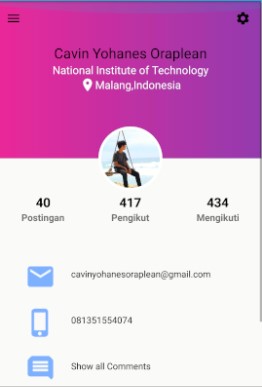 Cavin Yohanes Oraplean
National Institute of Technology
Malang,Indonesia
40 417 434
Postingan Pengikut Mengikuti
cavinyohanesoraplean@gmail.com
081351554074
Show all Comments